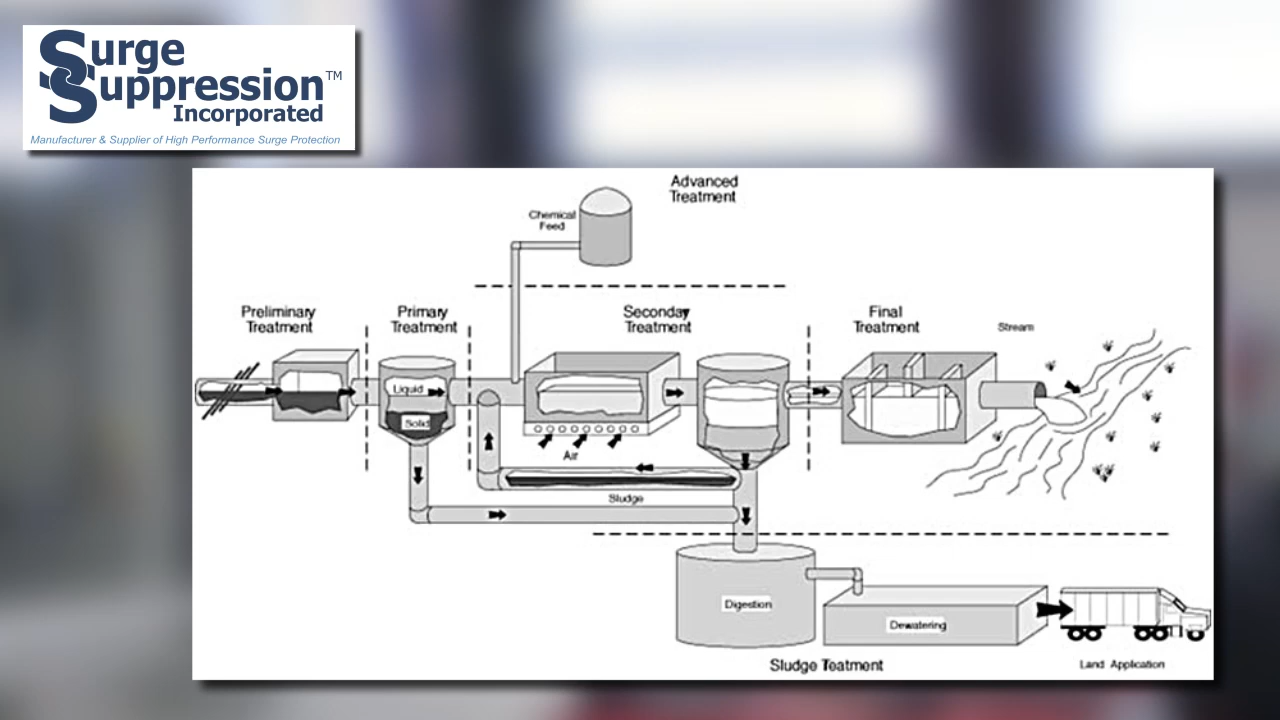 Surge
Suppression™
Incorporated
Manufacturer & Supplier of High Performance Surge Protection
Advanced
Treatment
Chemical
Feed
Preliminary
Treatment
Primary
Treatment
Seconday
Treatment
Final
Treatment
Stream
Liquid
Solid
Air
Sludge
Digestion
Dewatering
Sludge Teatment
Land Application